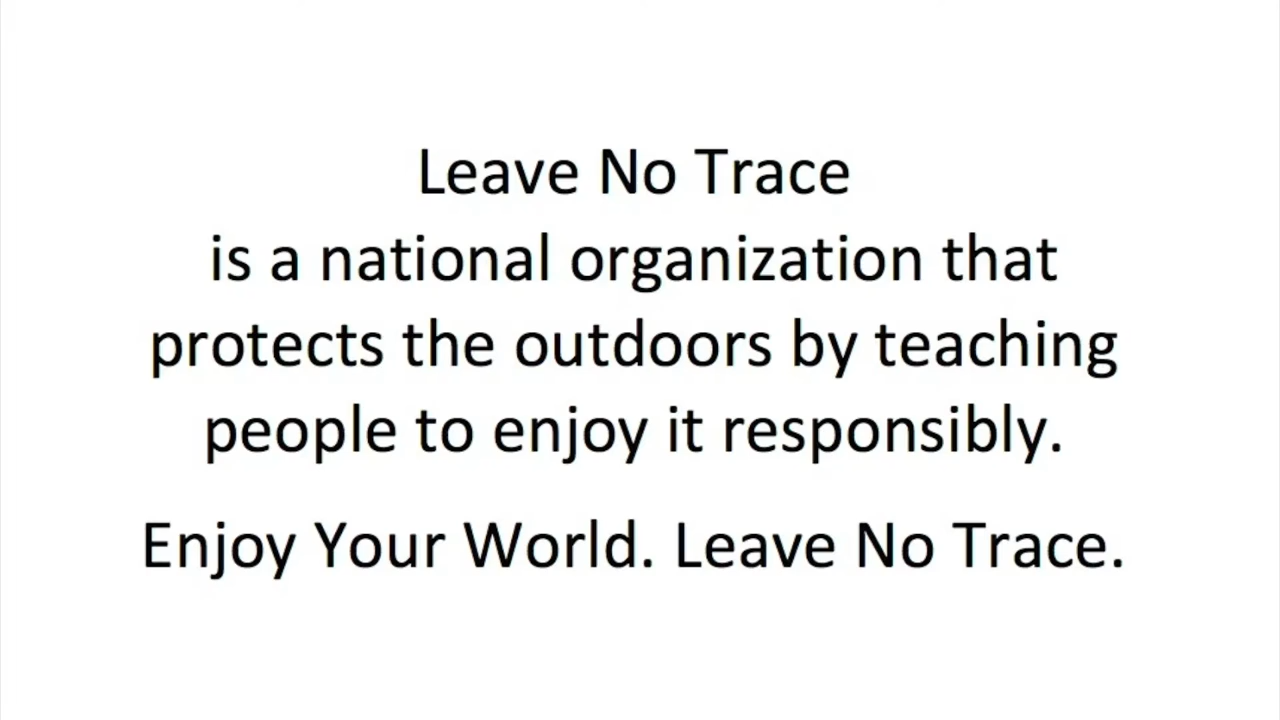 Leave No Trace
is a national organization that
protects the outdoors by teaching
people to enjoy it responsibly.
Enjoy Your World. Leave No Trace.